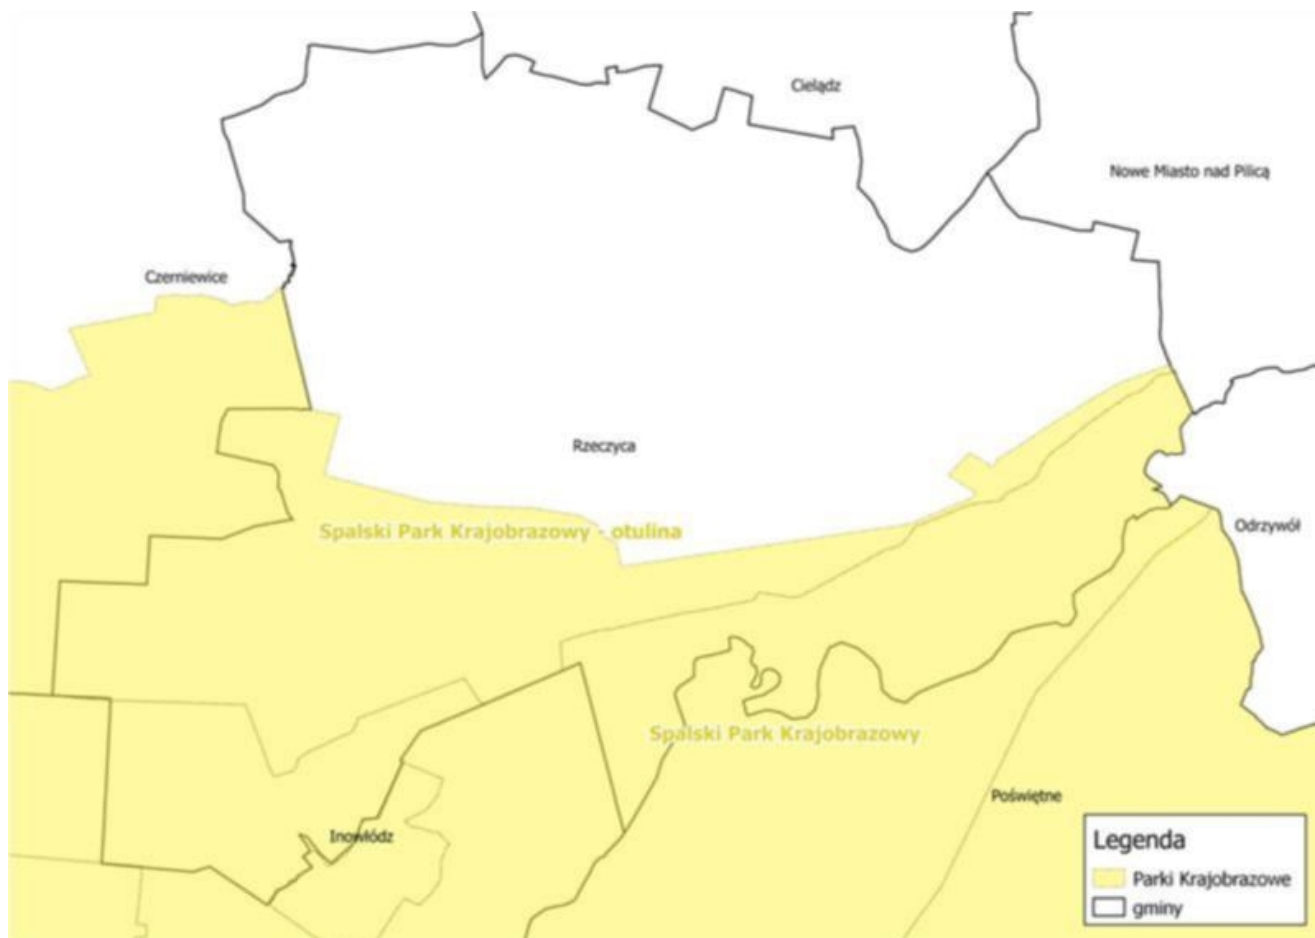 Cielądz
Nowe Miasto nad Pilicą
Czerniewice
Rzeczyca
Spalski Park Krajobrazowy - otulina
Odrzywół
Spalski Park Krajobrazowy
Poświętne
Inowłódz
Legenda
Parki Krajobrazowe
gminy